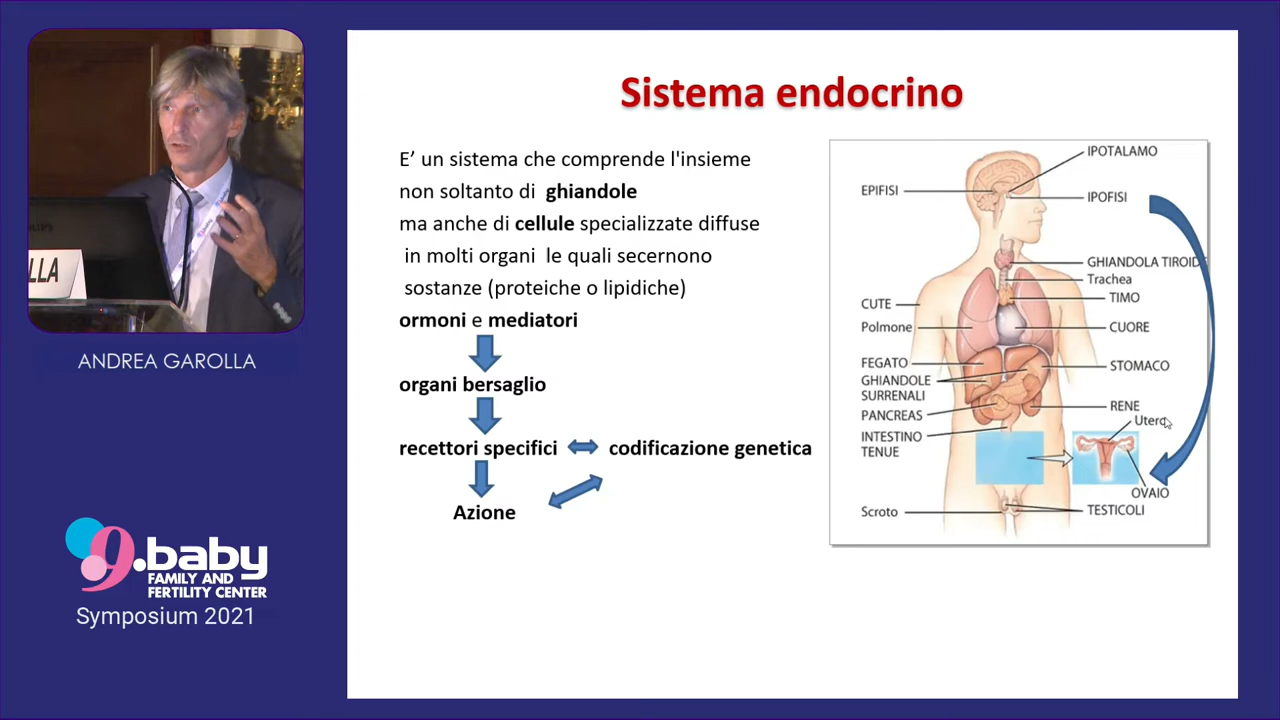 LLA
ANDREA GAROLLA
9.baby
FAMILY AND
FERTILITY CENTER
Symposium 2021
Sistema endocrino
E’ un sistema che comprende l'insieme
non soltanto di ghiandole
ma anche di cellule specializzate diffuse
in molti organi le quali secernono
sostanze (proteiche o lipidiche)
ormoni e mediatori
organi bersaglio
recettori specifici
codificazione genetica
Azione
IPOTALAMO
EPIFISI
IPOFISI
GHIANDOLA TIROIDE
Trachea
TIMO
CUTE
Polmone
CUORE
FEGATO
STOMACO
GHIANDOLE
SURRENALI
PANCREAS
RENE
Utero
INTESTINO
TENUE
OVAIO
Scroto
TESTICOLI